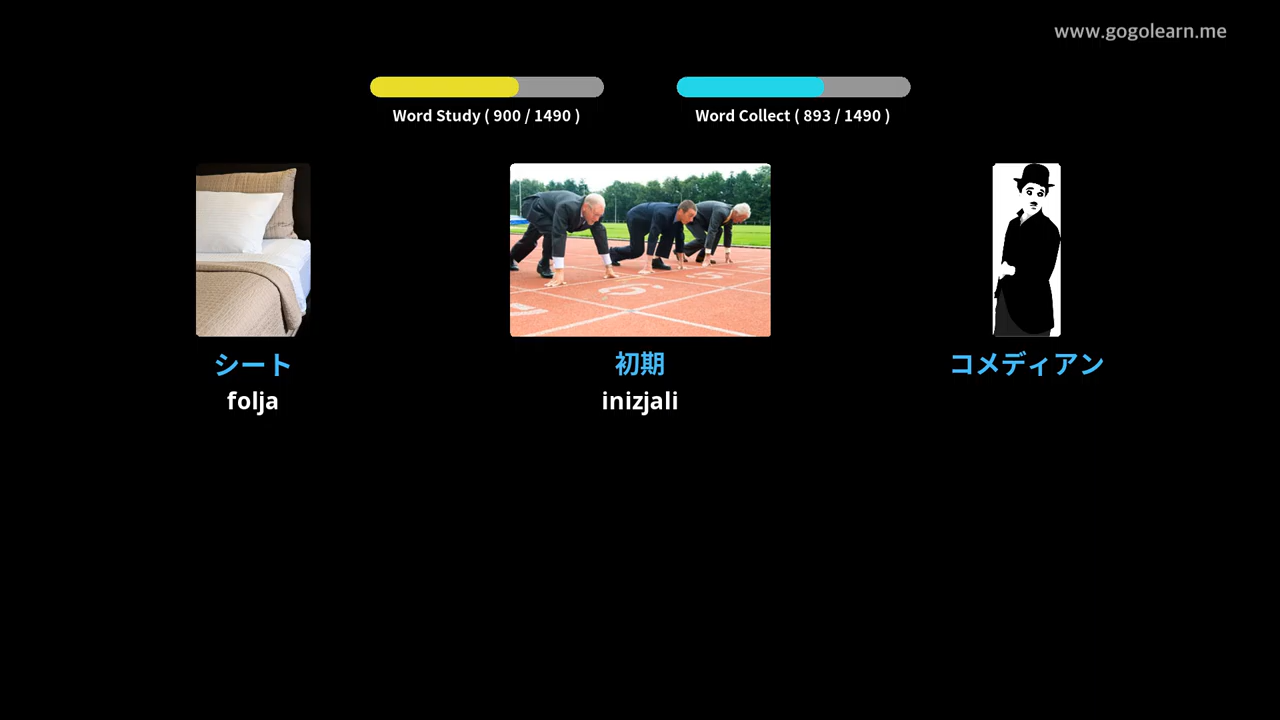 www.gogolearn.me
Word Study ( 900 / 1490 )
Word Collect ( 893 / 1490 )
シート
初期
コメディアン
folja
inizjali